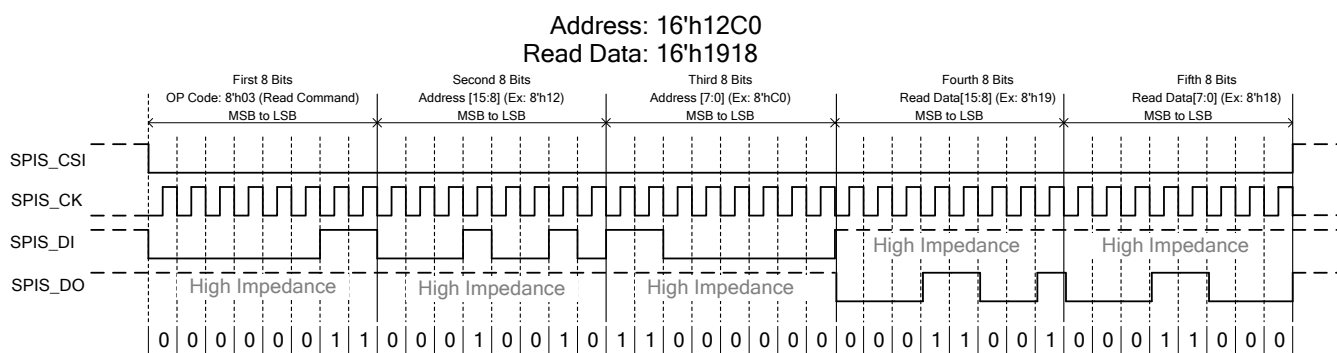 Address: 16'h12C0
Read Data: 16'h1918
First 8 Bits
OP Code: 8'h03 (Read Command)
MSB to LSB
Second 8 Bits
Address [15:8] (Ex: 8'h12)
MSB to LSB
Third 8 Bits
Address [7:0] (Ex: 8'hC0)
MSB to LSB
Fourth 8 Bits
Read Data[15:8] (Ex: 8'h19)
MSB to LSB
Fifth 8 Bits
Read Data[7:0] (Ex: 8'h18)
MSB to LSB
SPIS_CSI
SPIS_CK
SPIS_DI
High Impedance
High Impedance
SPIS_DO
High Impedance
High Impedance
High Impedance
0 0 0 0 0 0 1 1 0 0 0 1 0 0 1 0 1 1 0 0 0 0 0 0 0 0 0 1 1 0 0 1 0 0 0 1 1 0 0 0